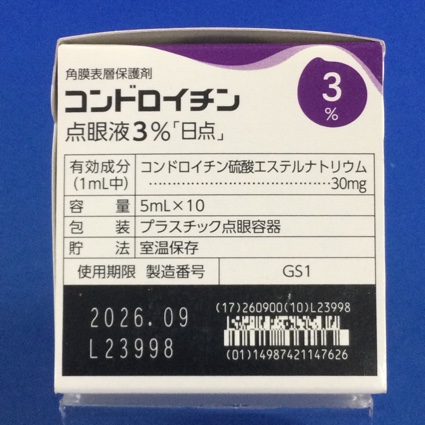 角膜表層保護剤
コンドロイチン
点眼液3%「日点」
3
%
有効成分 コンドロイチン硫酸エステルナトリウム
(1mL中) ……………………………30mg
容 量 5mL×10
包 装 プラスチック点眼容器
貯 法 室温保存
使用期限 製造番号 GS1
2026.09
L23998
(17)260900(10)L23998
(01)14987421147626